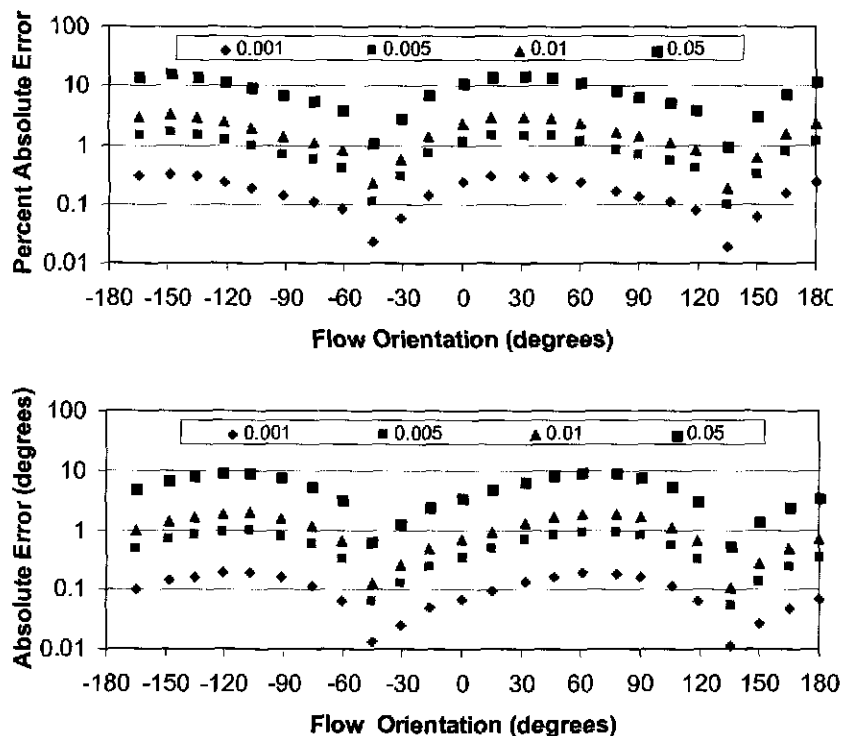 100
0.001 0.005 0.01 0.05
10
1
0.1
0.01
Percent Absolute Error
-180 -150 -120 -90 -60 -30 0 30 60 90 120 150 180
Flow Orientation (degrees)
100
0.001 0.005 0.01 0.05
10
1
0.1
0.01
Absolute Error (degrees)
-180 -150 -120 -90 -60 -30 0 30 60 90 120 150 180
Flow Orientation (degrees)